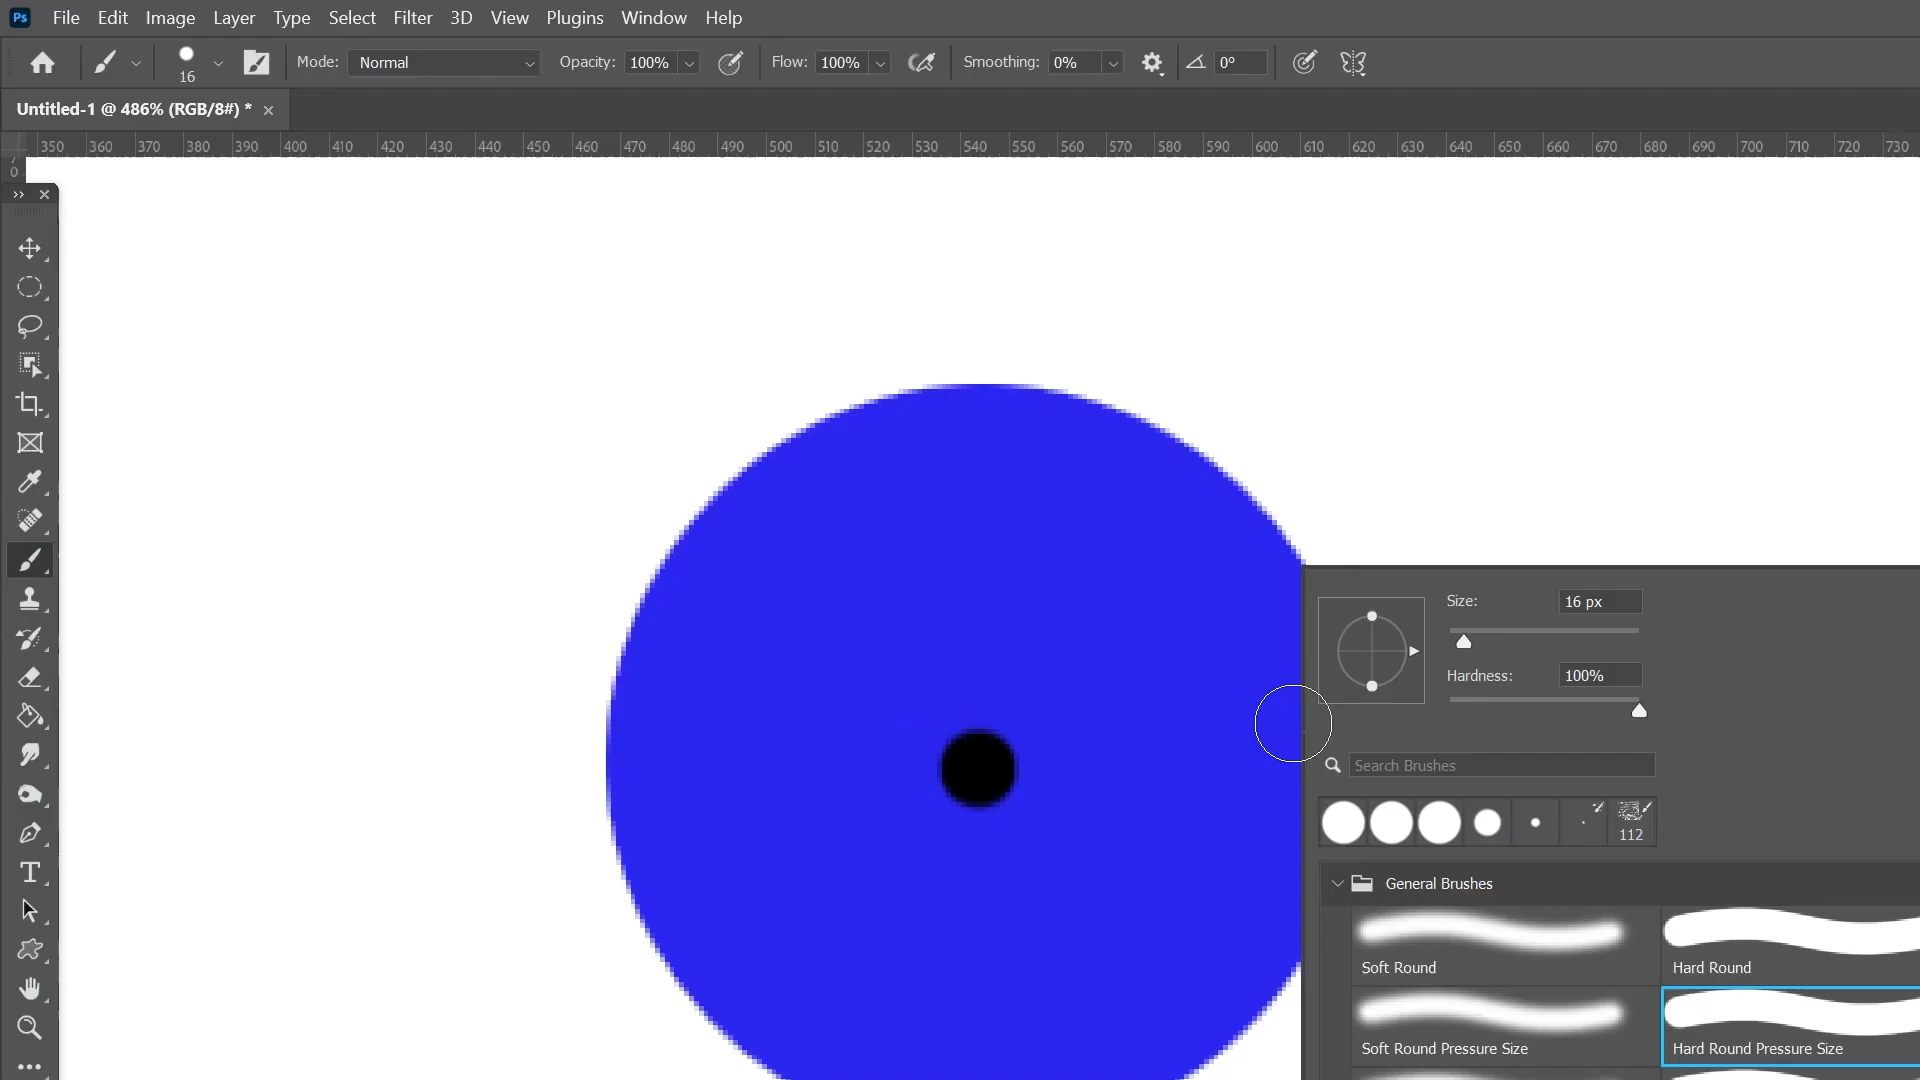 Ps File Edit Image Layer Type Select Filter 3D View Plugins Window Help
16 Mode: Normal Opacity: 100% Flow: 100% Smoothing: 0% 0°
Untitled-1 @ 486% (RGB/8#) *
350 360 370 380 390 400 410 420 430 440 450 460 470 480 490 500 510 520 530 540 550 560 570 580 590 600 610 620 630 640 650 660 670 680 690 700 710 720 730
0
Size: 16 px
Hardness: 100%
Search Brushes
112
General Brushes
Soft Round Hard Round
Soft Round Pressure Size Hard Round Pressure Size